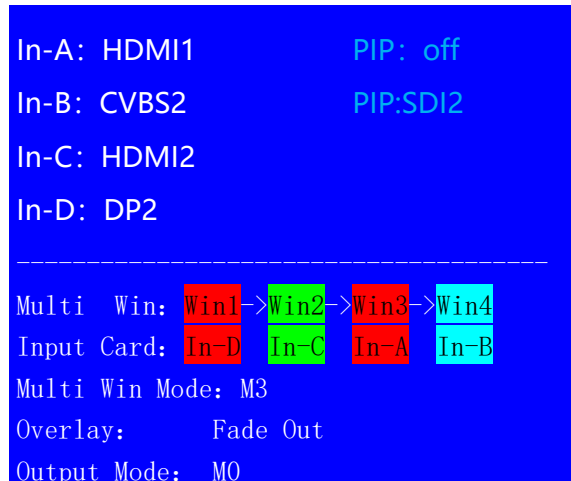 In-A: HDMI1 PIP: off
In-B: CVBS2 PIP:SDI2
In-C: HDMI2
In-D: DP2
--------------------------------------
Multi Win: Win1->Win2->Win3->Win4
Input Card: In-D In-C In-A In-B
Multi Win Mode: M3
Overlay: Fade Out
Output Mode: M0